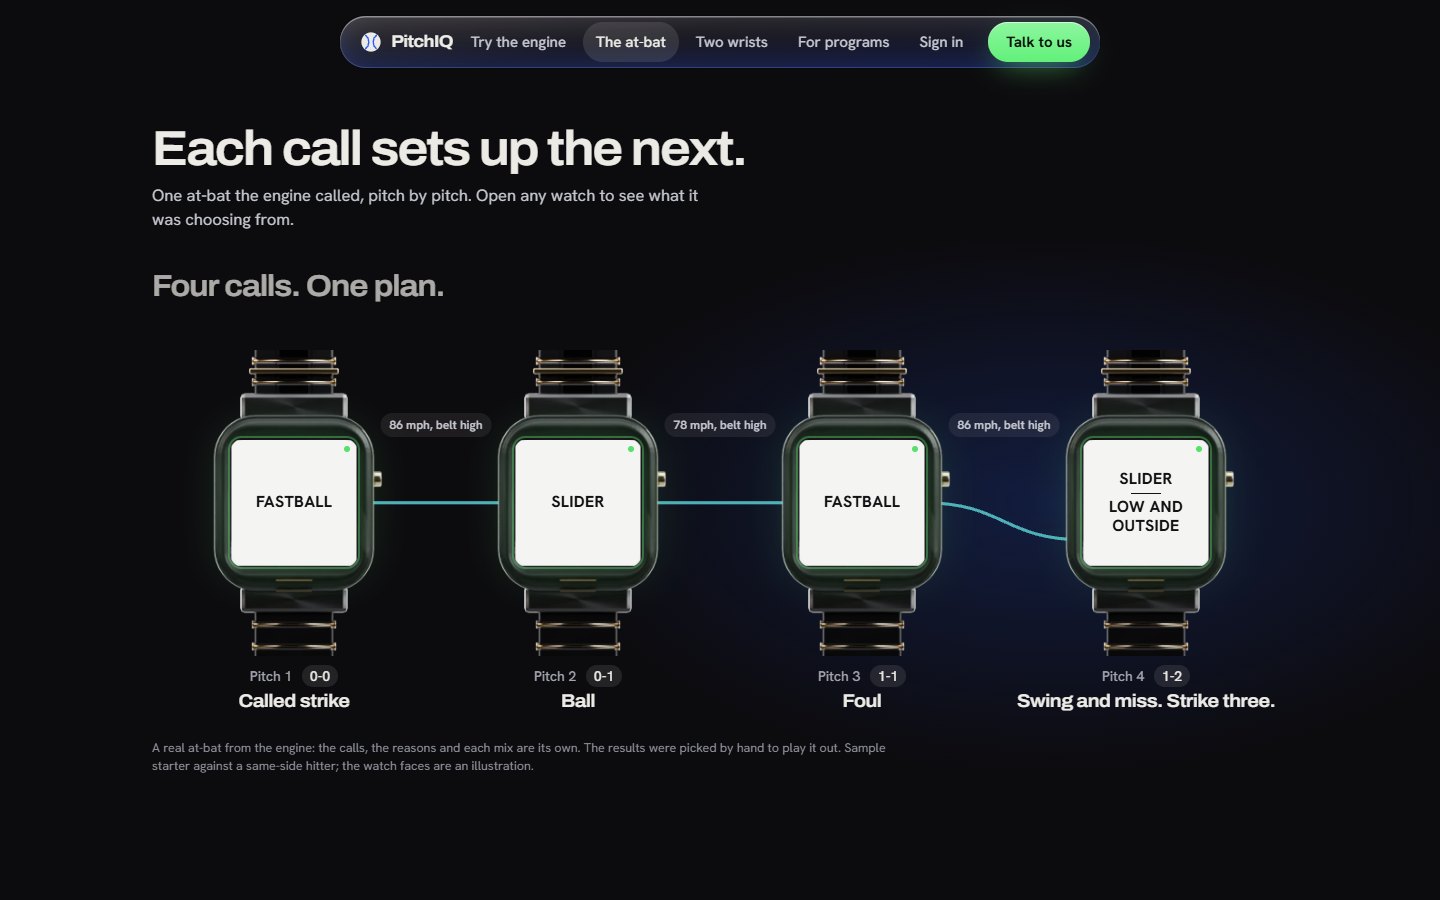 PitchIQ Try the engine The at-bat Two wrists For programs Sign in Talk to us
Each call sets up the next.
One at-bat the engine called, pitch by pitch. Open any watch to see what it
was choosing from.
Four calls. One plan.
86 mph, belt high
78 mph, belt high
86 mph, belt high
FASTBALL
SLIDER
FASTBALL
SLIDER
LOW AND
OUTSIDE
Pitch 1 0-0
Called strike
Pitch 2 0-1
Ball
Pitch 3 1-1
Foul
Pitch 4 1-2
Swing and miss. Strike three.
A real at-bat from the engine: the calls, the reasons and each mix are its own. The results were picked by hand to play it out. Sample
starter against a same-side hitter; the watch faces are an illustration.